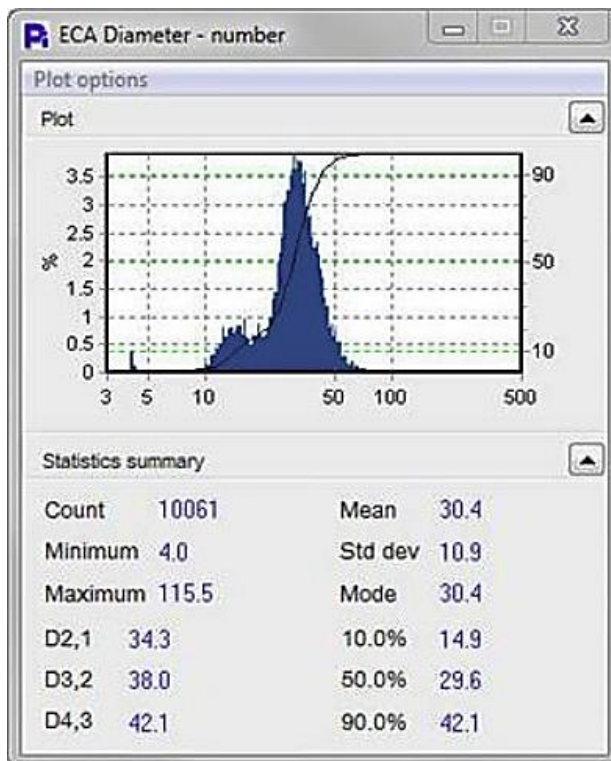 Pi ECA Diameter - number
Plot options
Plot
3.5
3
2.5
2
1.5
1
0.5
0
%
90
50
10
3 5 10 50 100 500
Statistics summary
Count 10061 Mean 30.4
Minimum 4.0 Std dev 10.9
Maximum 115.5 Mode 30.4
D2,1 34.3 10.0% 14.9
D3,2 38.0 50.0% 29.6
D4,3 42.1 90.0% 42.1